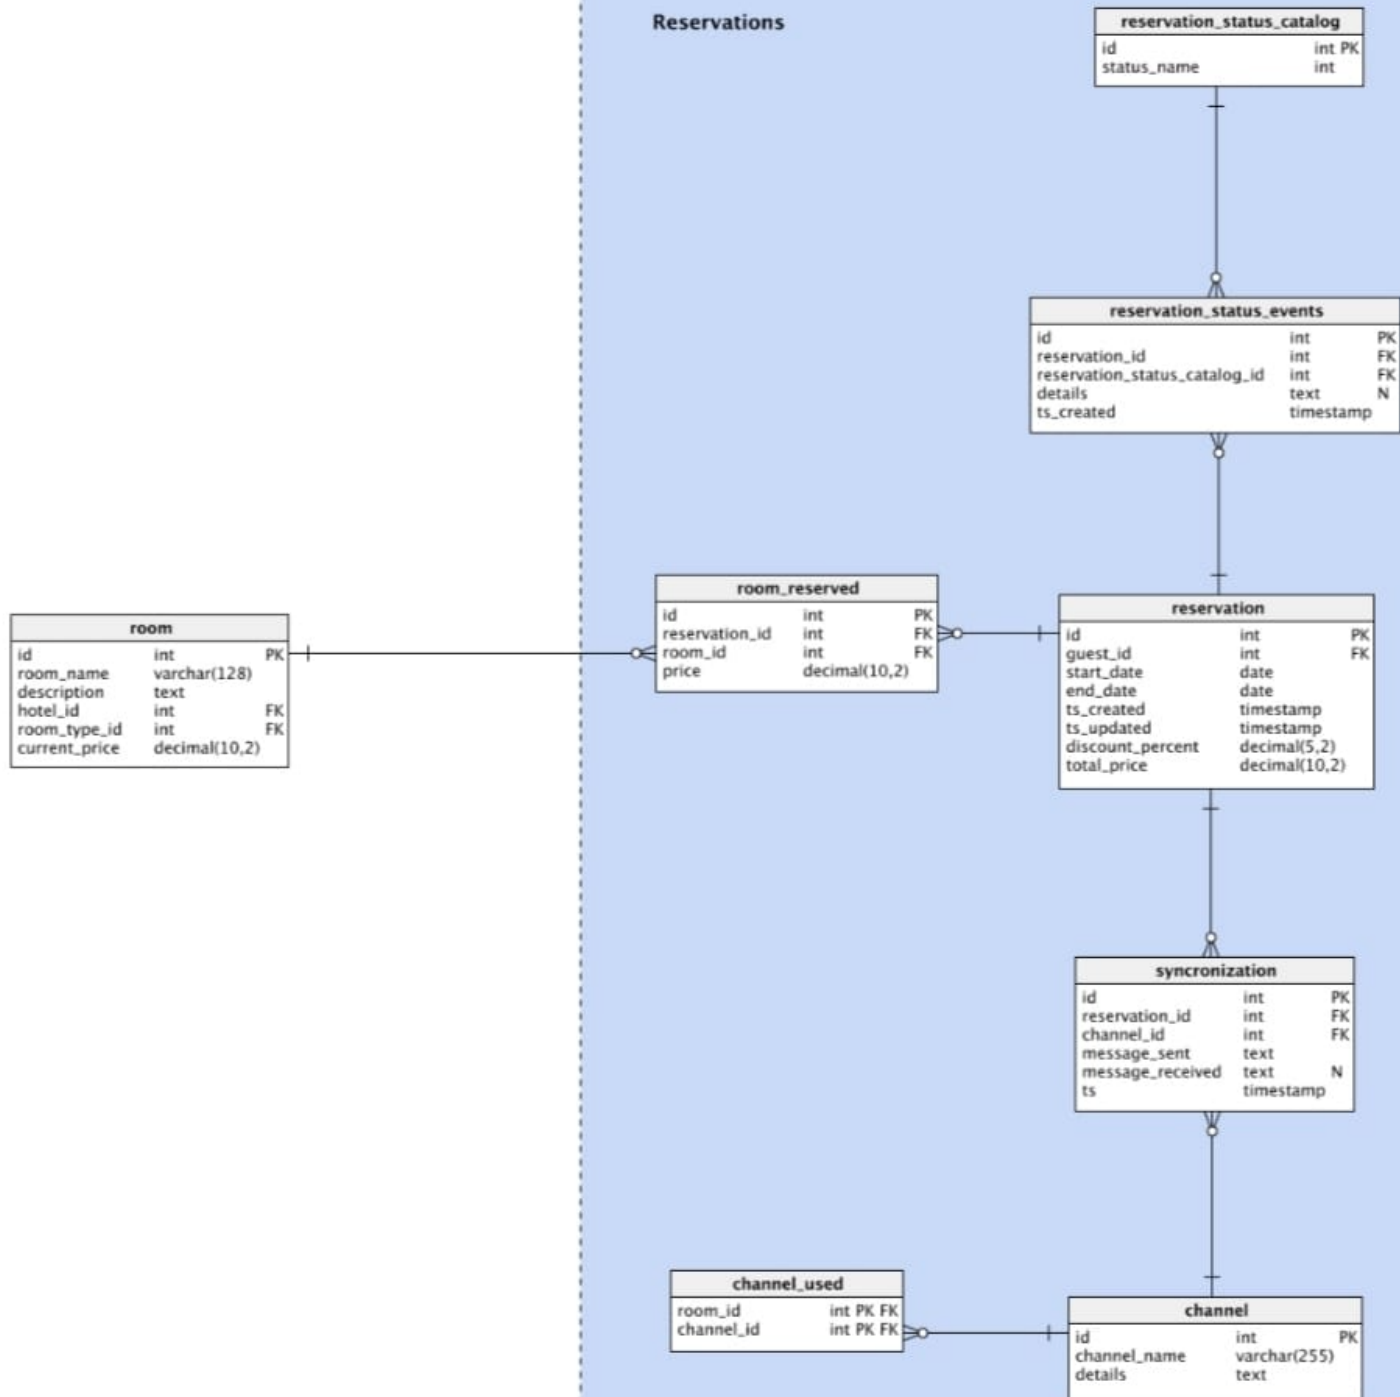 Reservations
reservation_status_catalog
id int PK
status_name int
reservation_status_events
id int PK
reservation_id int FK
reservation_status_catalog_id int FK
details text N
ts_created timestamp
room_reserved
id int PK
reservation_id int FK
room_id int FK
price decimal(10,2)
reservation
id int PK
guest_id int FK
start_date date
end_date date
ts_created timestamp
ts_updated timestamp
discount_percent decimal(5,2)
total_price decimal(10,2)
room
id int PK
room_name varchar(128)
description text
hotel_id int FK
room_type_id int FK
current_price decimal(10,2)
syncronization
id int PK
reservation_id int FK
channel_id int FK
message_sent text
message_received text N
ts timestamp
channel_used
room_id int PK FK
channel_id int PK FK
channel
id int PK
channel_name varchar(255)
details text